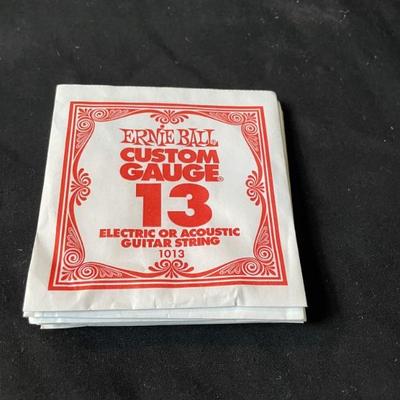 ERNIE BALL
CUSTOM
GAUGE®
13
ELECTRIC OR ACOUSTIC
GUITAR STRING
1013